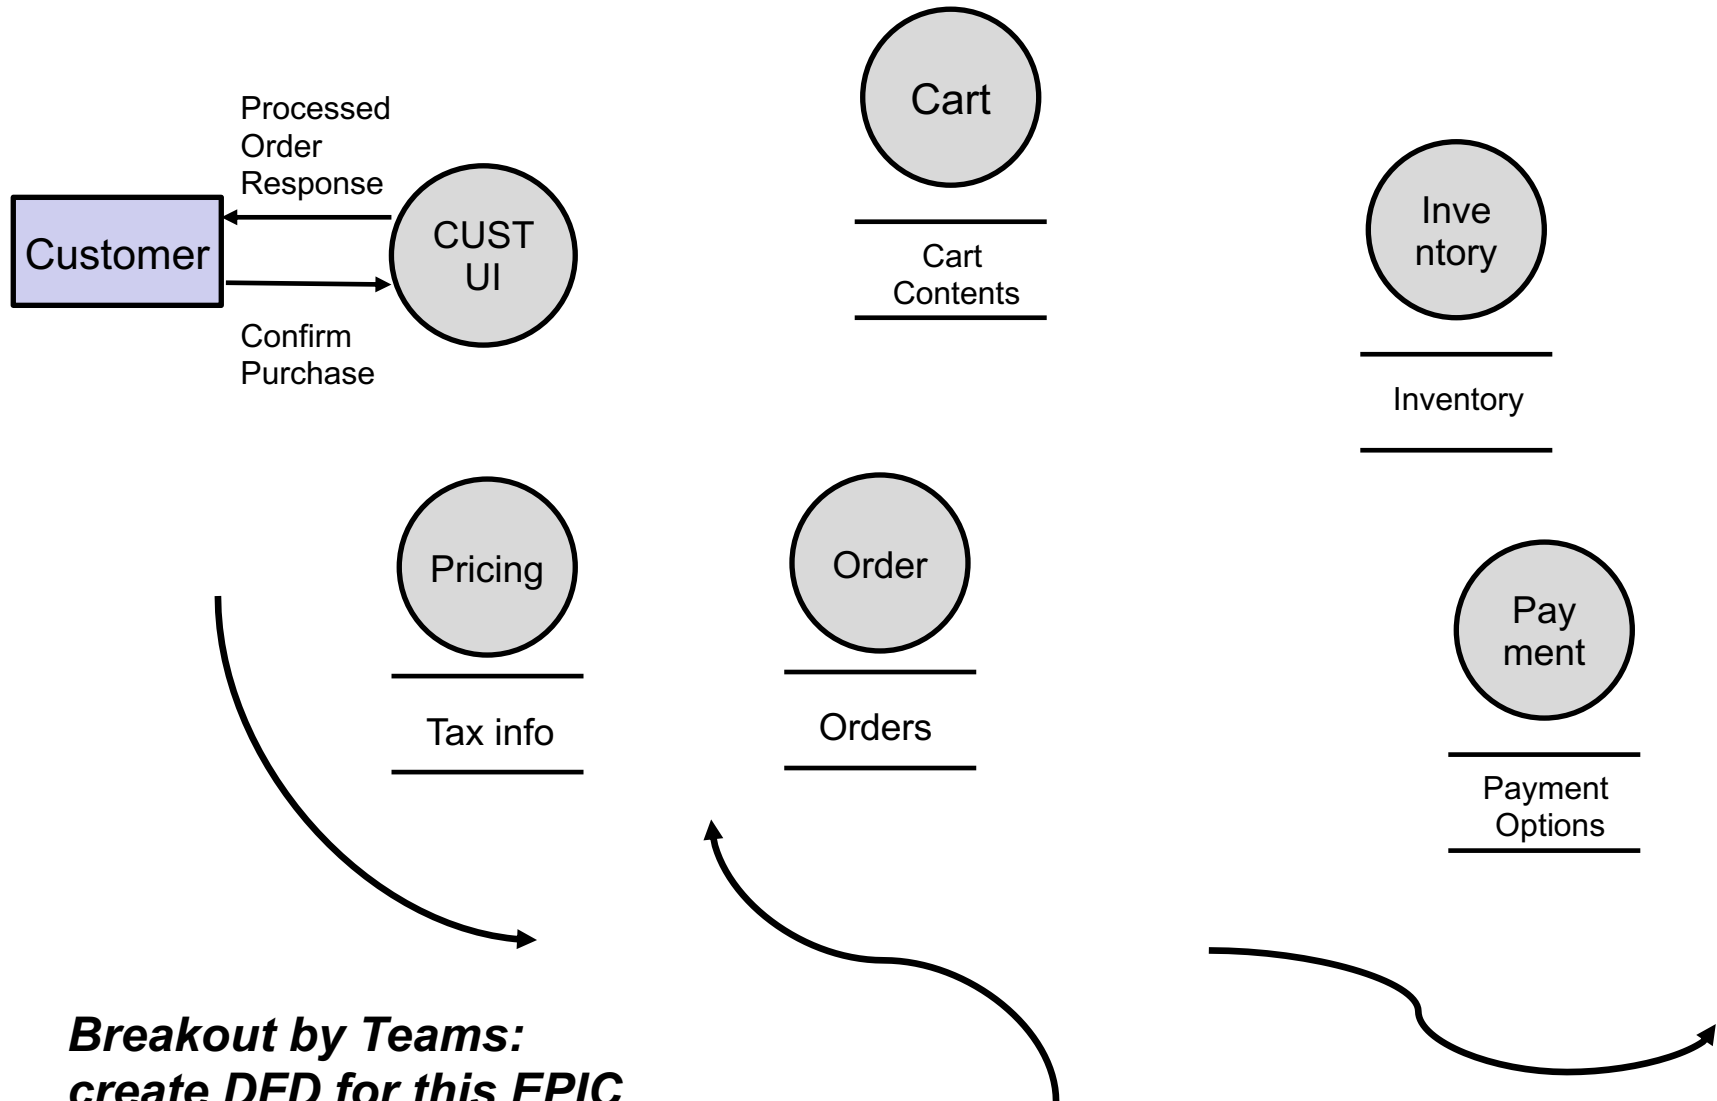 Cart
Processed
Order
Response
Customer
CUST
UI
Inve
ntory
Cart
Contents
Confirm
Purchase
Inventory
Pricing
Order
Pay
ment
Tax info
Orders
Payment
Options
Breakout by Teams:
create DFD for this EPIC